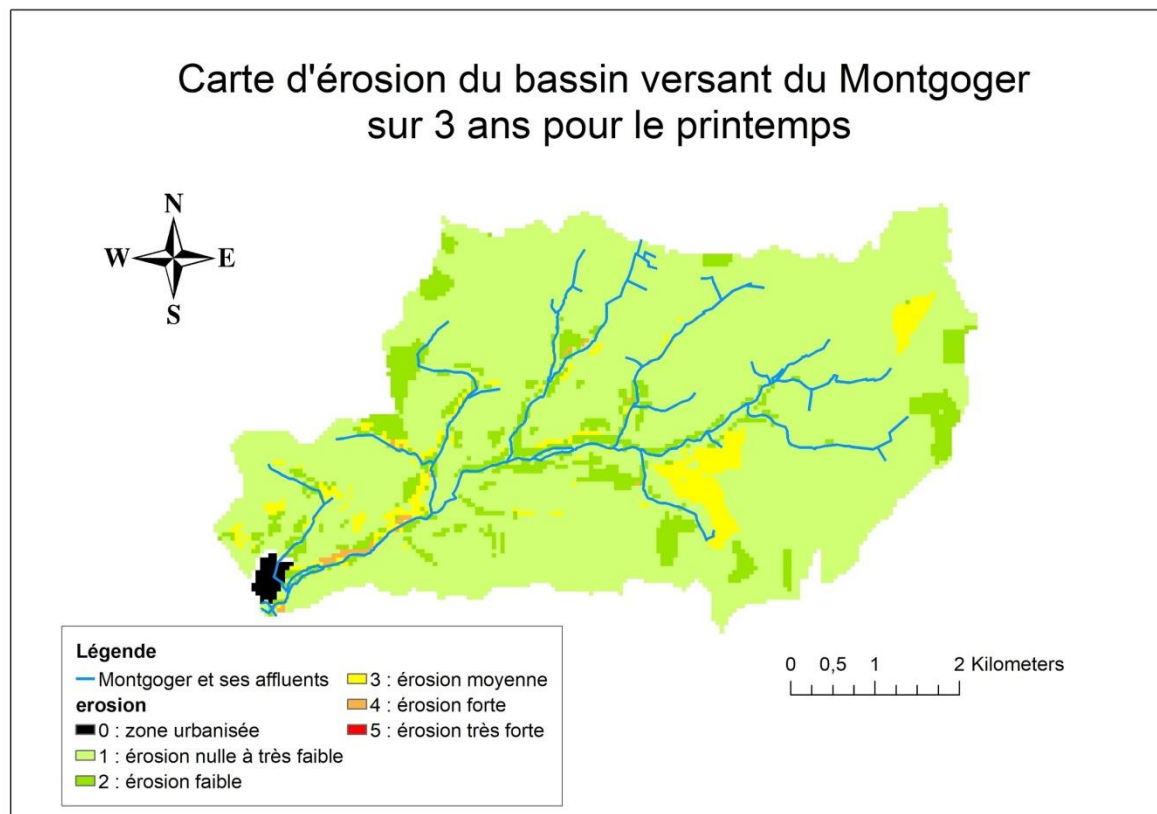 Carte d'érosion du bassin versant du Montgoger
sur 3 ans pour le printemps
N
W E
S
Légende
Montgoger et ses affluents
erosion
0 : zone urbanisée
1 : érosion nulle à très faible
2 : érosion faible
3 : érosion moyenne
4 : érosion forte
5 : érosion très forte
0 0,5 1 2 Kilometers